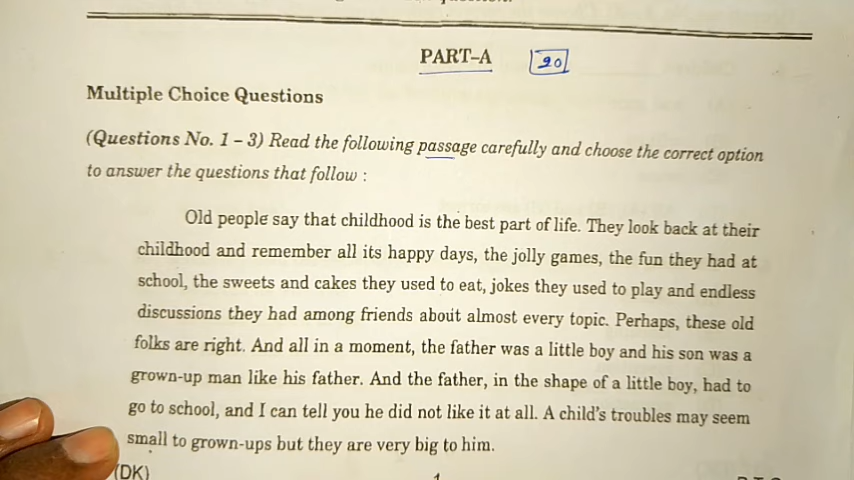 PART–A 20
Multiple Choice Questions
(Questions No. 1 – 3) Read the following passage carefully and choose the correct option
to answer the questions that follow :
Old people say that childhood is the best part of life. They look back at their
childhood and remember all its happy days, the jolly games, the fun they had at
school, the sweets and cakes they used to eat, jokes they used to play and endless
discussions they had among friends about almost every topic. Perhaps, these old
folks are right. And all in a moment, the father was a little boy and his son was a
grown-up man like his father. And the father, in the shape of a little boy, had to
go to school, and I can tell you he did not like it at all. A child's troubles may seem
small to grown-ups but they are very big to him.
(DK) 1